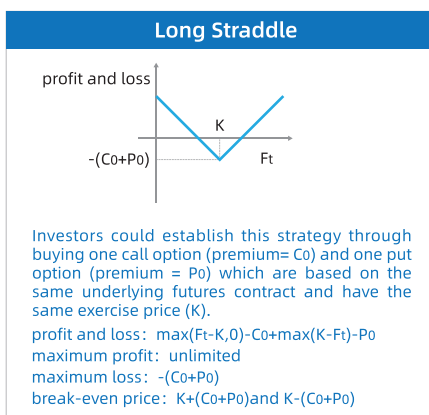 Long Straddle
profit and loss
K
-(C0+P0)
Ft
Investors could establish this strategy through
buying one call option (premium= C0) and one put
option (premium = P0) which are based on the
same underlying futures contract and have the
same exercise price (K).
profit and loss: max(Ft-K,0)-C0+max(K-Ft)-P0
maximum profit: unlimited
maximum loss: -(C0+P0)
break-even price: K+(C0+P0)and K-(C0+P0)